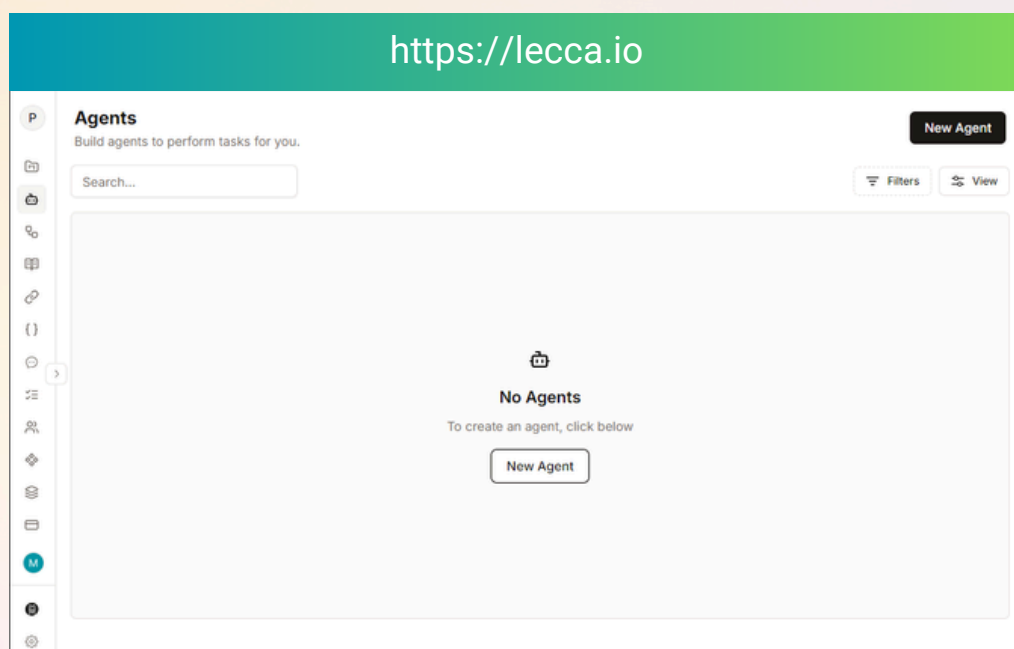 https://lecca.io
P
Agents
Build agents to perform tasks for you.
New Agent
Search...
Filters
View
No Agents
To create an agent, click below
New Agent
M